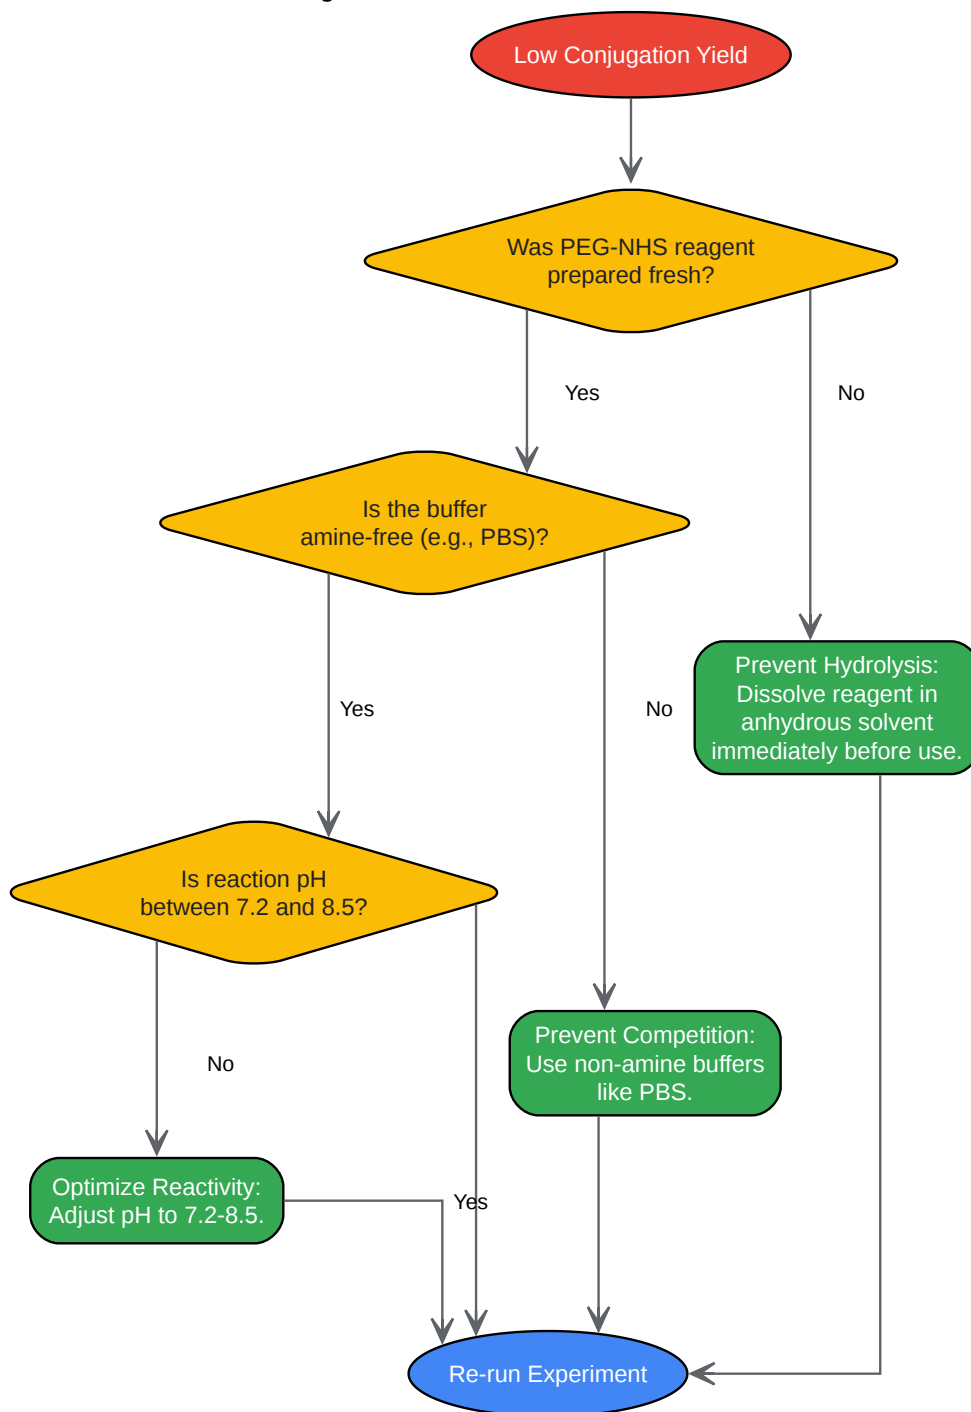 Low Conjugation Yield
Was PEG-NHS reagent
prepared fresh?
Yes
No
Is the buffer
amine-free (e.g., PBS)?
Prevent Hydrolysis:
Dissolve reagent in
anhydrous solvent
immediately before use.
Yes
No
Is reaction pH
between 7.2 and 8.5?
Prevent Competition:
Use non-amine buffers
like PBS.
No
Optimize Reactivity:
Adjust pH to 7.2-8.5.
Yes
Re-run Experiment